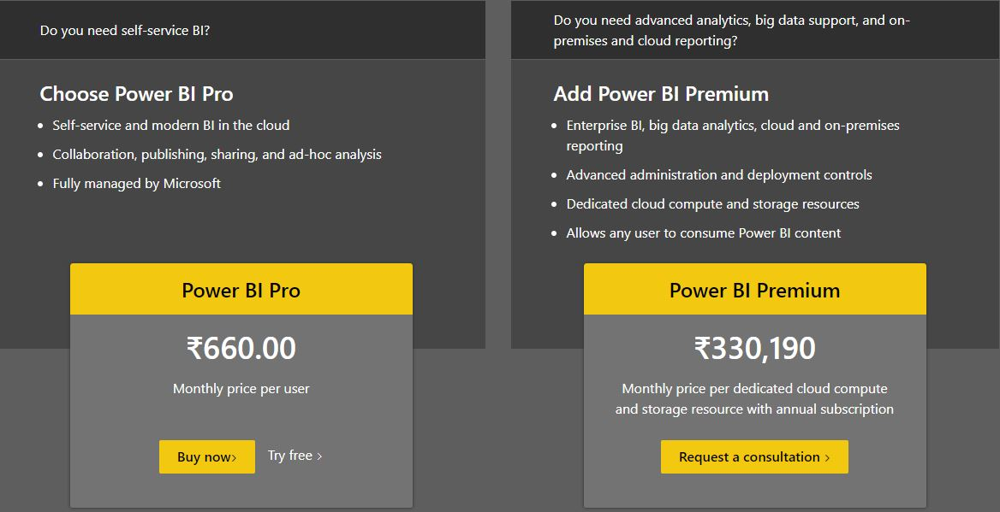 Do you need self-service BI?
Choose Power BI Pro
• Self-service and modern BI in the cloud
• Collaboration, publishing, sharing, and ad-hoc analysis
• Fully managed by Microsoft
Power BI Pro
₹660.00
Monthly price per user
Buy now›
Try free ›
Do you need advanced analytics, big data support, and on-
premises and cloud reporting?
Add Power BI Premium
• Enterprise BI, big data analytics, cloud and on-premises
reporting
• Advanced administration and deployment controls
• Dedicated cloud compute and storage resources
• Allows any user to consume Power BI content
Power BI Premium
₹330,190
Monthly price per dedicated cloud compute
and storage resource with annual subscription
Request a consultation ›